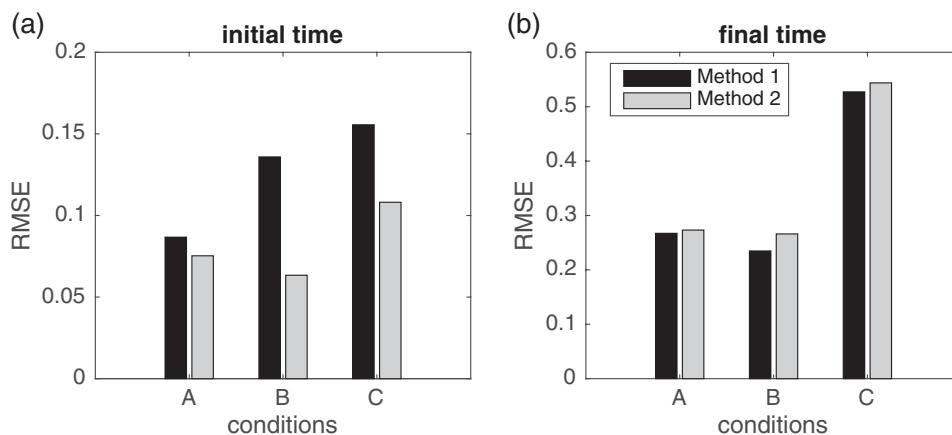 (a)
initial time
0.2
0.15
0.1
0.05
0
RMSE
A B C
conditions
(b)
final time
0.6
0.5
0.4
0.3
0.2
0.1
0
RMSE
Method 1
Method 2
A B C
conditions